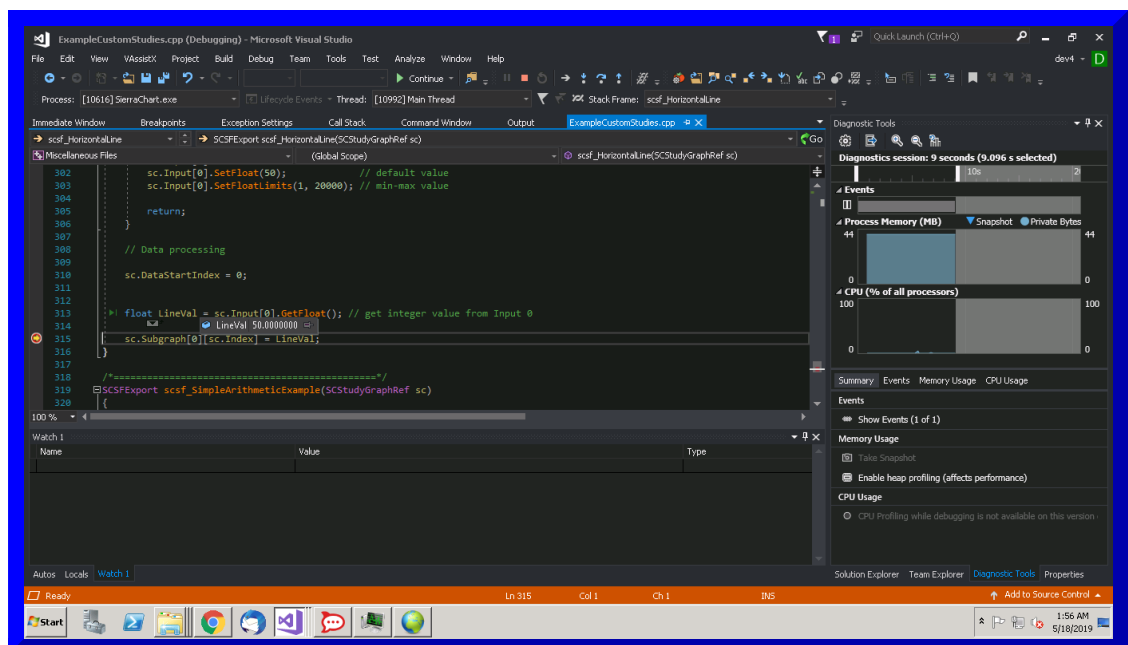 ExampleCustomStudies.cpp (Debugging) - Microsoft Visual Studio
1
Quick Launch (Ctrl+Q)
File Edit View VAssistX Project Build Debug Team Tools Test Analyze Window Help
dev4
D
Continue
Process: [10616] SierraChart.exe
Lifecycle Events
Thread: [10992] Main Thread
Stack Frame: scsf_HorizontalLine
Immediate Window Breakpoints Exception Settings Call Stack Command Window Output ExampleCustomStudies.cpp
scsf_HorizontalLine
SCSFExport scsf_HorizontalLine(SCStudyGraphRef sc)
Go
Miscellaneous Files
(Global Scope)
scsf_HorizontalLine(SCStudyGraphRef sc)
302 sc.Input[0].SetFloat(50); // default value
303 sc.Input[0].SetFloatLimits(1, 20000); // min-max value
304
305 return;
306 }
307
308 // Data processing
309
310 sc.DataStartIndex = 0;
311
312
313 float LineVal = sc.Input[0].GetFloat(); // get integer value from Input 0
314
LineVal 50.0000000
315 sc.Subgraph[0][sc.Index] = LineVal;
316 }
317
318 /*==============================================*/
319 SCSFExport scsf_SimpleArithmeticExample(SCStudyGraphRef sc)
320 {
100 %
Watch 1
Name Value Type
Autos Locals Watch 1
Diagnostic Tools
Diagnostics session: 9 seconds (9.096 s selected)
10s
Events
Process Memory (MB)
Snapshot
Private Bytes
44 44
0 0
CPU (% of all processors)
100 100
0 0
Summary Events Memory Usage CPU Usage
Events
Show Events (1 of 1)
Memory Usage
Take Snapshot
Enable heap profiling (affects performance)
CPU Usage
CPU Profiling while debugging is not available on this version
Solution Explorer Team Explorer Diagnostic Tools Properties
Ready
Ln 315 Col 1 Ch 1 INS
Add to Source Control
Start
1:56 AM
5/18/2019